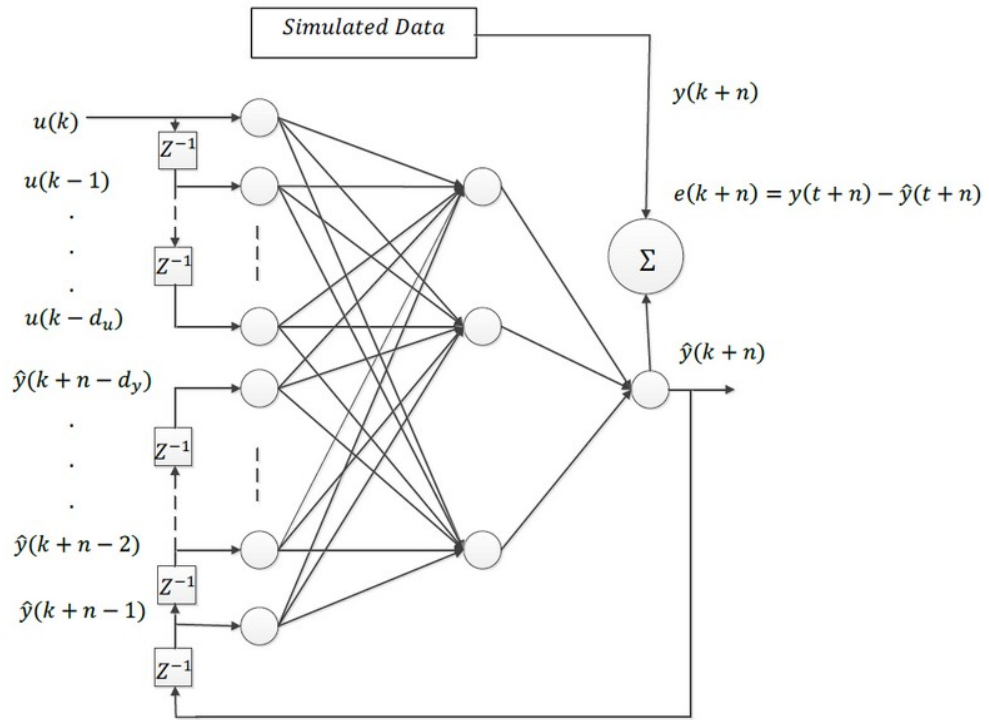 Simulated Data
y(k + n)
u(k)
Z⁻¹
u(k − 1)
e(k + n) = y(t + n) − ŷ(t + n)
.
.
Z⁻¹
Σ
.
u(k − d_u)
ŷ(k + n)
ŷ(k + n − d_y)
.
Z⁻¹
.
.
ŷ(k + n − 2)
Z⁻¹
ŷ(k + n − 1)
Z⁻¹